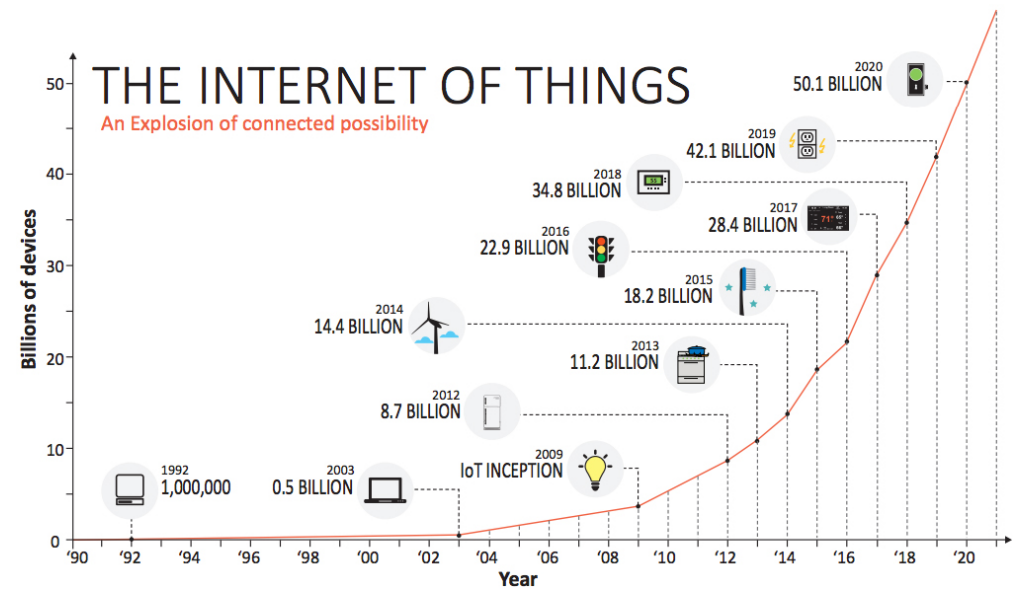 THE INTERNET OF THINGS
An Explosion of connected possibility
Billions of devices
50
40
30
20
10
0
2020
50.1 BILLION
2019
42.1 BILLION
2018
34.8 BILLION
2017
28.4 BILLION
71°
2016
22.9 BILLION
2015
18.2 BILLION
2014
14.4 BILLION
2013
11.2 BILLION
2012
8.7 BILLION
2009
IoT INCEPTION
1992
1,000,000
2003
0.5 BILLION
'90 '92 '94 '96 '98 00 '02 '04 '06 '08 '10 '12 '14 '16 '18 '20
Year